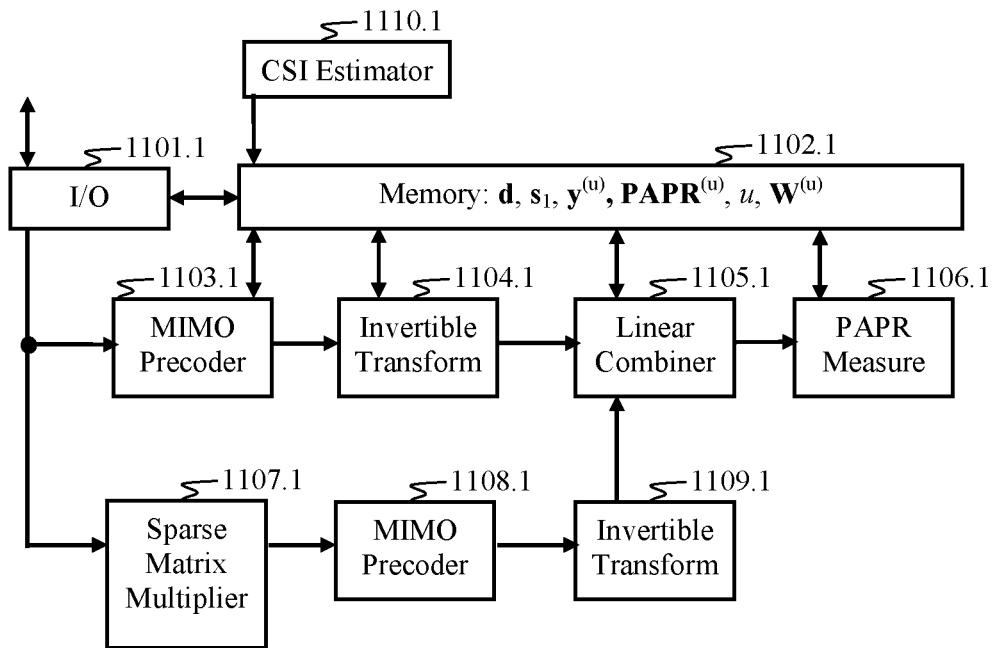 1110.1
CSI Estimator
1101.1
1102.1
I/O
Memory: d, s₁, y⁽ᵘ⁾, PAPR⁽ᵘ⁾, u, W⁽ᵘ⁾
1103.1
1104.1
1105.1
1106.1
MIMO
Precoder
Invertible
Transform
Linear
Combiner
PAPR
Measure
1107.1
1108.1
1109.1
Sparse
Matrix
Multiplier
MIMO
Precoder
Invertible
Transform